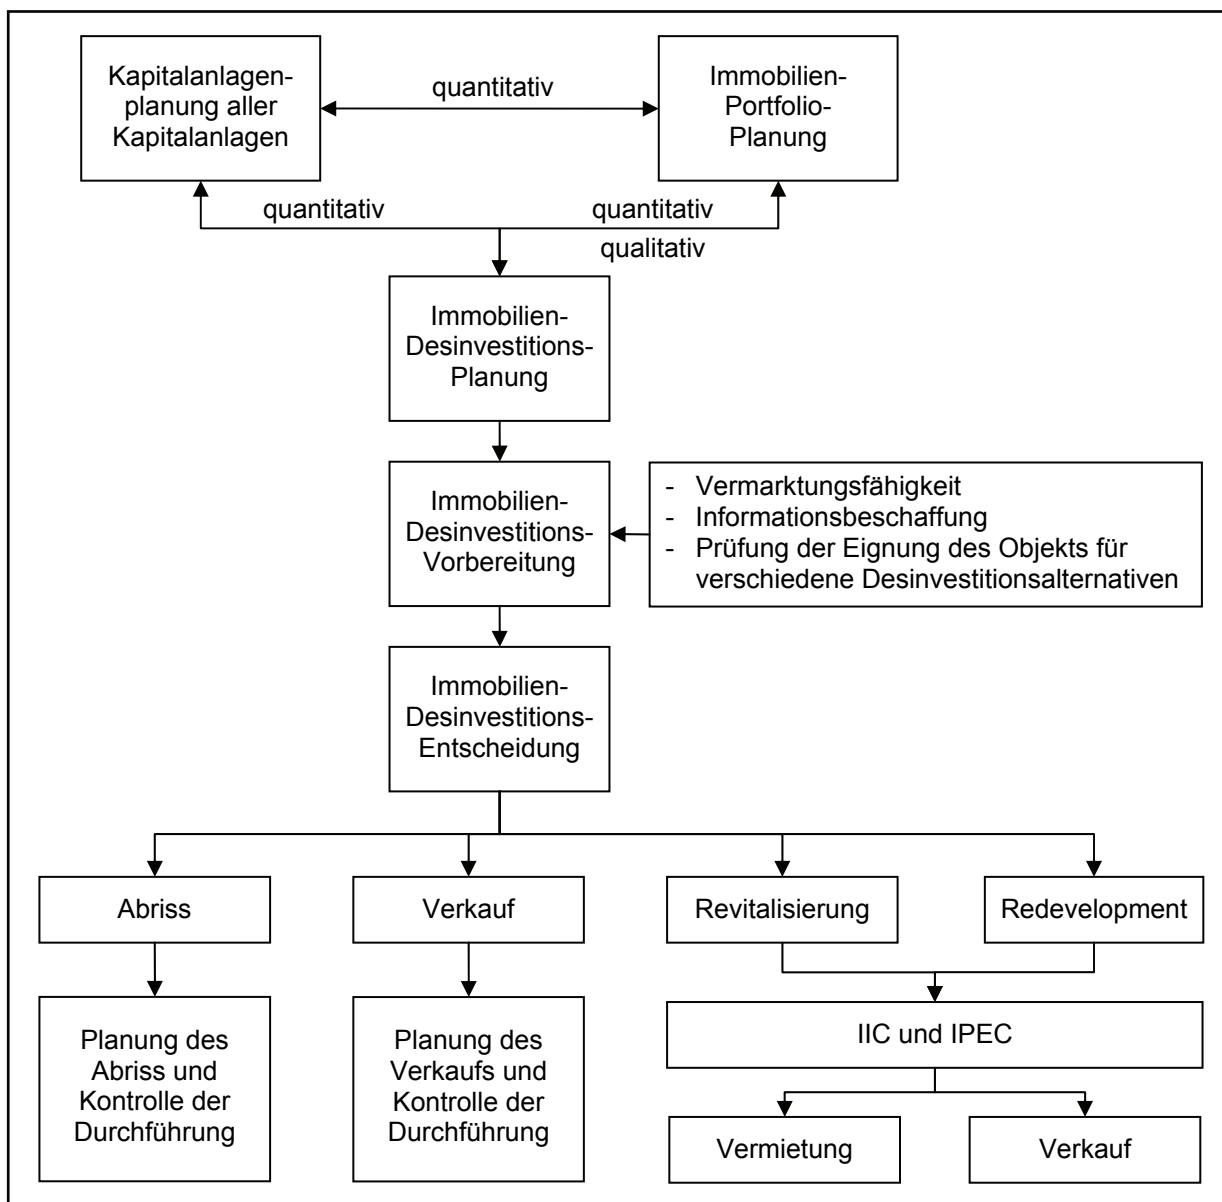 Kapitalanlagen-
planung aller
Kapitalanlagen
quantitativ
Immobilien-
Portfolio-
Planung
quantitativ
quantitativ
qualitativ
Immobilien-
Desinvestitions-
Planung
Immobilien-
Desinvestitions-
Vorbereitung
- Vermarktungsfähigkeit
- Informationsbeschaffung
- Prüfung der Eignung des Objekts für
verschiedene Desinvestitionsalternativen
Immobilien-
Desinvestitions-
Entscheidung
Abriss
Verkauf
Revitalisierung
Redevelopment
Planung des
Abriss und
Kontrolle der
Durchführung
Planung des
Verkaufs und
Kontrolle der
Durchführung
IIC und IPEC
Vermietung
Verkauf